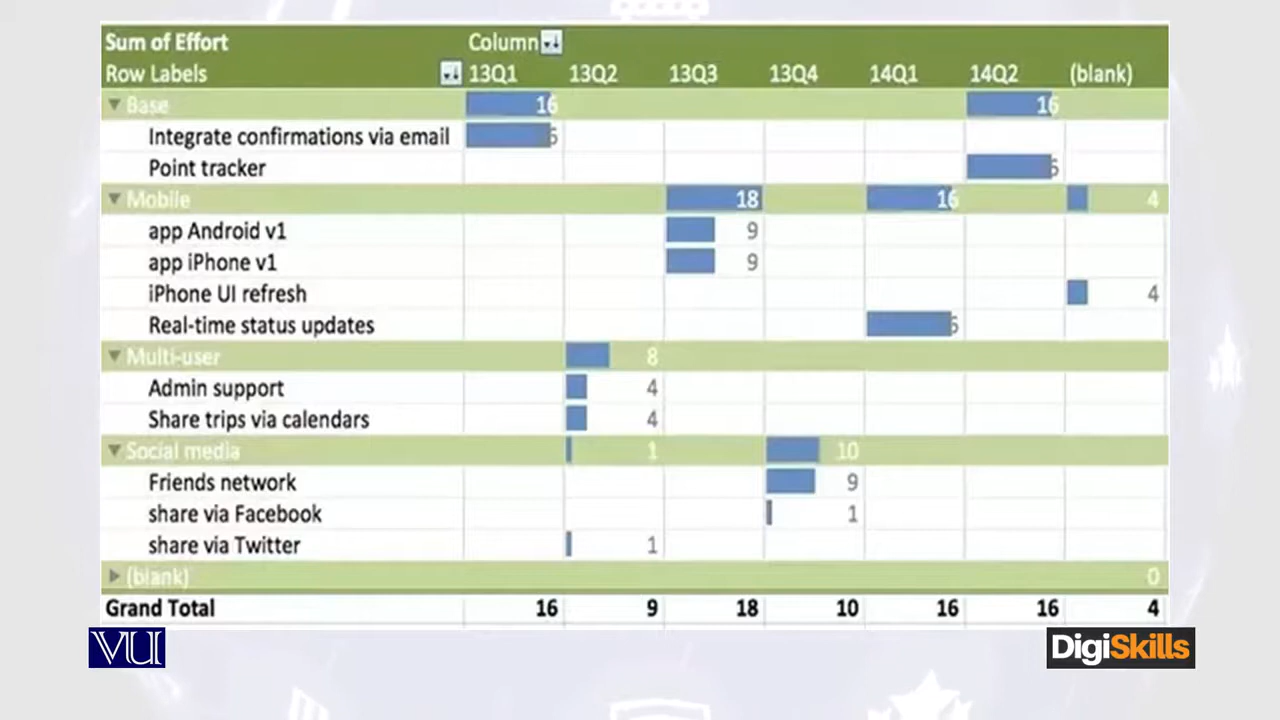 Sum of Effort Column
Row Labels 13Q1 13Q2 13Q3 13Q4 14Q1 14Q2 (blank)
Base 16 16
Integrate confirmations via email 6
Point tracker 6
Mobile 18 16 4
app Android v1 9
app iPhone v1 9
iPhone UI refresh 4
Real-time status updates 6
Multi-user 8
Admin support 4
Share trips via calendars 4
Social media 1 10
Friends network 9
share via Facebook 1
share via Twitter 1
(blank) 0
Grand Total 16 9 18 10 16 16 4
VU DigiSkills